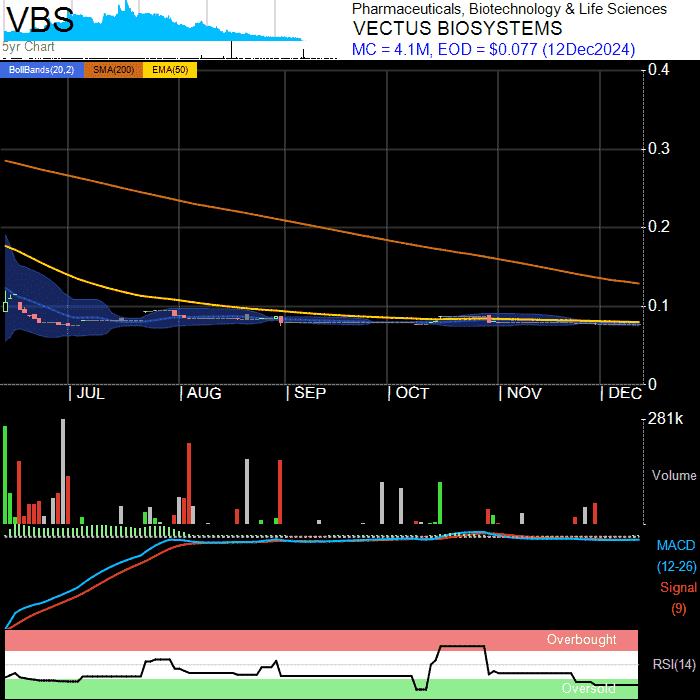 VBS
5yr Chart
Pharmaceuticals, Biotechnology & Life Sciences
VECTUS BIOSYSTEMS
MC = 4.1M, EOD = $0.077 (12Dec2024)
BollBands(20,2) SMA(200) EMA(50)
0.4
0.3
0.2
0.1
0
JUL AUG SEP OCT NOV DEC
281k
Volume
MACD
(12-26)
Signal
(9)
Overbought
RSI(14)
Oversold